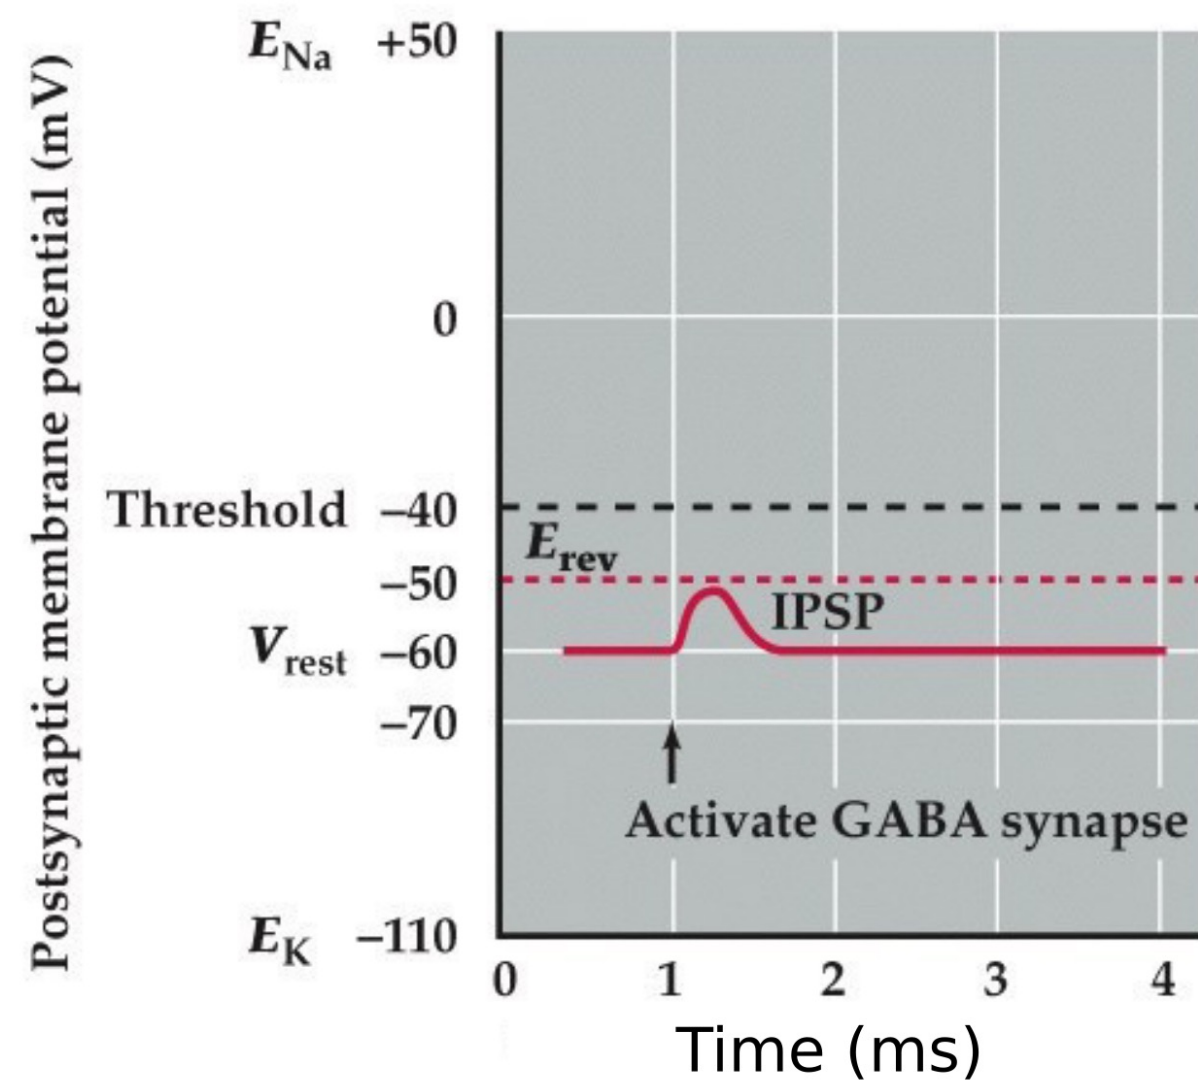 Postsynaptic membrane potential (mV)
E_Na +50
0
Threshold –40
E_rev
–50
IPSP
V_rest –60
–70
Activate GABA synapse
E_K –110
0 1 2 3 4
Time (ms)